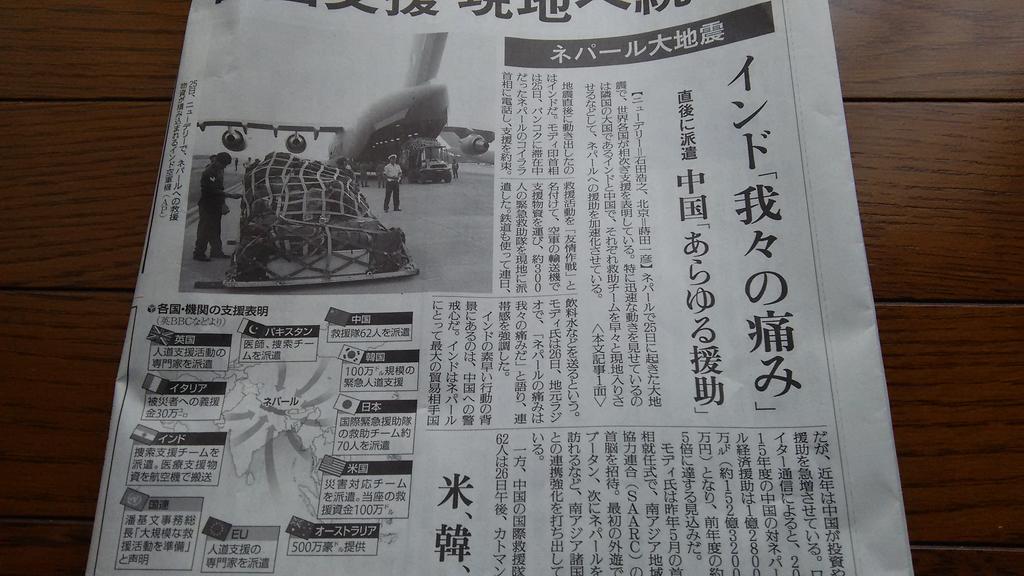 ネパール大地震
インド「我々の痛み」
直後に派遣 中国「あらゆる援助」
【ニューデリー=石田浩之、北京=蒔田一彦】ネパールで25日に起きた大地
震で、世界各国が相次ぎ支援を表明している。特に迅速な動きを見せているの
は隣国の大国であるインドと中国で、それぞれ救助チームを早々と現地入りさ
せるなどして、ネパールへの援助を加速化させている。
〈本文記事1面〉
地震直後に動き出したの
はインドだ。モディ印首相
は25日、バンコクに滞在中
だったネパールのコイララ
首相に電話し、支援を約束。
救援活動を「友情作戦」と
名付けて、空軍の輸送機で
支援物資を運び、約300
人の緊急救助隊を現地に派
遣した。鉄道も使って連日、
飲料水などを送るという。
モディ氏は26日、地元ラジ
オで、「ネパールの痛みは
我々の痛みだ」と語り、連
帯感を強調した。
インドの素早い行動の背
景にあるのは、中国への警
戒心だ。インドはネパール
にとって最大の貿易相手国
だが、近年は中国が投資や
援助を急増させている。ロ
イター通信によると、20
15年度の中国の対ネパー
ル経済援助は1億2800
万ドル(約152億3200
万円)となり、前年度の約
5倍に達する見込みだ。
モディ氏は昨年5月の首
相就任式で、南アジア地域
協力連合(SAARC)の
首脳を招待。最初の外遊で
ブータン、次にネパールを
訪れるなど、南アジア諸国
との連携強化を打ち出して
いる。
一方、中国の国際救援隊
62人は26日午後、カトマン
米、韓、
25日、ニューデリーで、ネパールへの救援
物資が積み込まれるインド空軍機(AP)
各国・機関の支援表明
(英BBCなどより)
英国
人道支援活動の
専門家を派遣
パキスタン
医師、捜索チー
ムを派遣
中国
救援隊62人を派遣
韓国
100万ドル規模の
緊急人道支援
イタリア
被災者への義援
金30万ユーロ
ネパール
日本
国際緊急援助隊
の救助チーム約
70人を派遣
インド
捜索支援チームを
派遣。医療支援物
資を航空機で搬送
米国
災害対応チーム
を派遣。当座の救
援資金100万ドル
国連
潘基文事務総
長「大規模な救
援活動を準備」
と声明
EU
人道支援の
専門家を派遣
オーストラリア
500万豪ドル提供